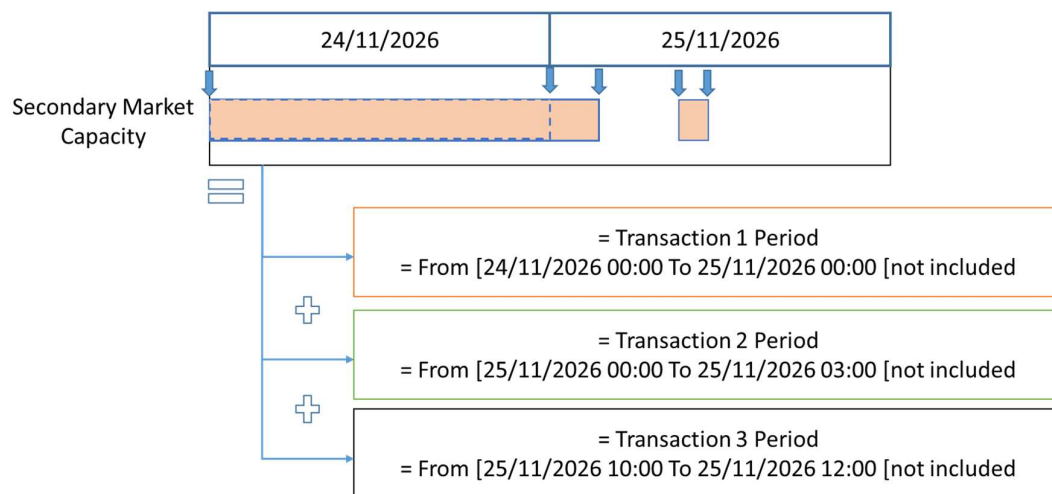 24/11/2026
25/11/2026
Secondary Market
Capacity
= Transaction 1 Period
= From [24/11/2026 00:00 To 25/11/2026 00:00 [not included
= Transaction 2 Period
= From [25/11/2026 00:00 To 25/11/2026 03:00 [not included
= Transaction 3 Period
= From [25/11/2026 10:00 To 25/11/2026 12:00 [not included